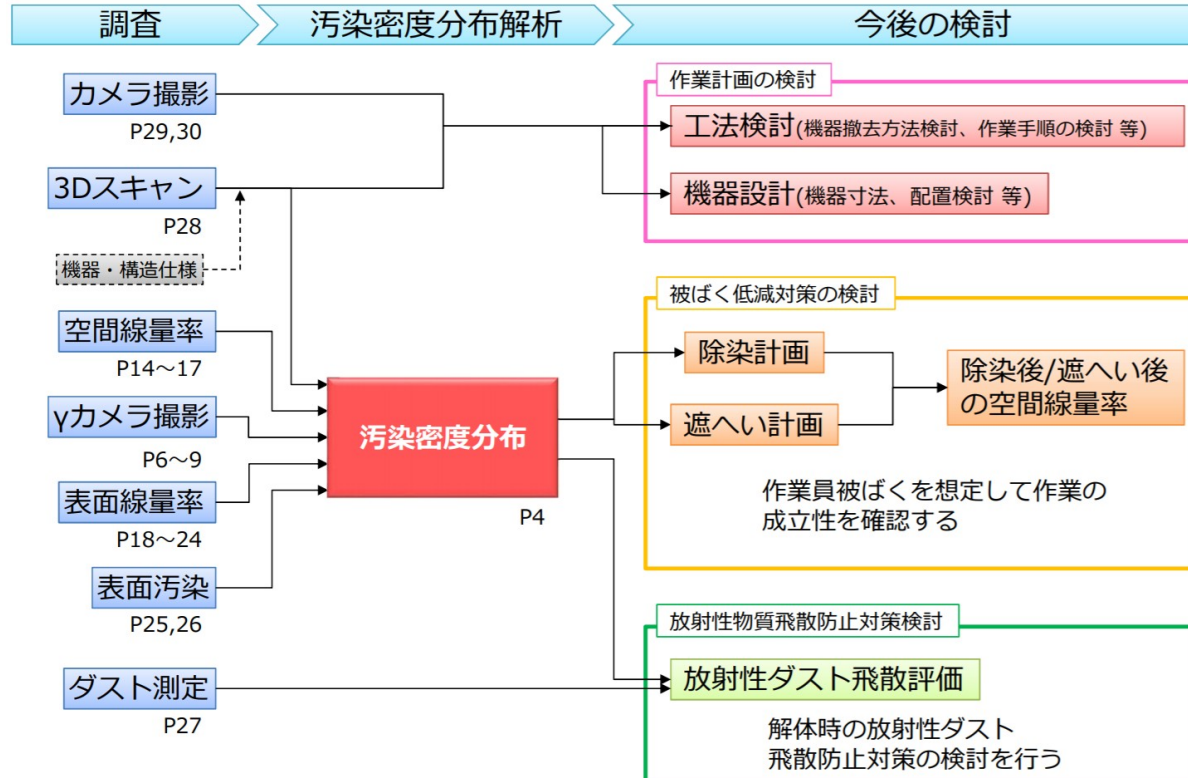 調査
汚染密度分布解析
今後の検討
カメラ撮影
P29,30
3Dスキャン
P28
機器・構造仕様
空間線量率
P14～17
γカメラ撮影
P6～9
表面線量率
P18～24
表面汚染
P25,26
ダスト測定
P27
汚染密度分布
P4
作業計画の検討
工法検討(機器撤去方法検討、作業手順の検討 等)
機器設計(機器寸法、配置検討 等)
被ばく低減対策の検討
除染計画
遮へい計画
除染後/遮へい後
の空間線量率
作業員被ばくを想定して作業の
成立性を確認する
放射性物質飛散防止対策検討
放射性ダスト飛散評価
解体時の放射性ダスト
飛散防止対策の検討を行う